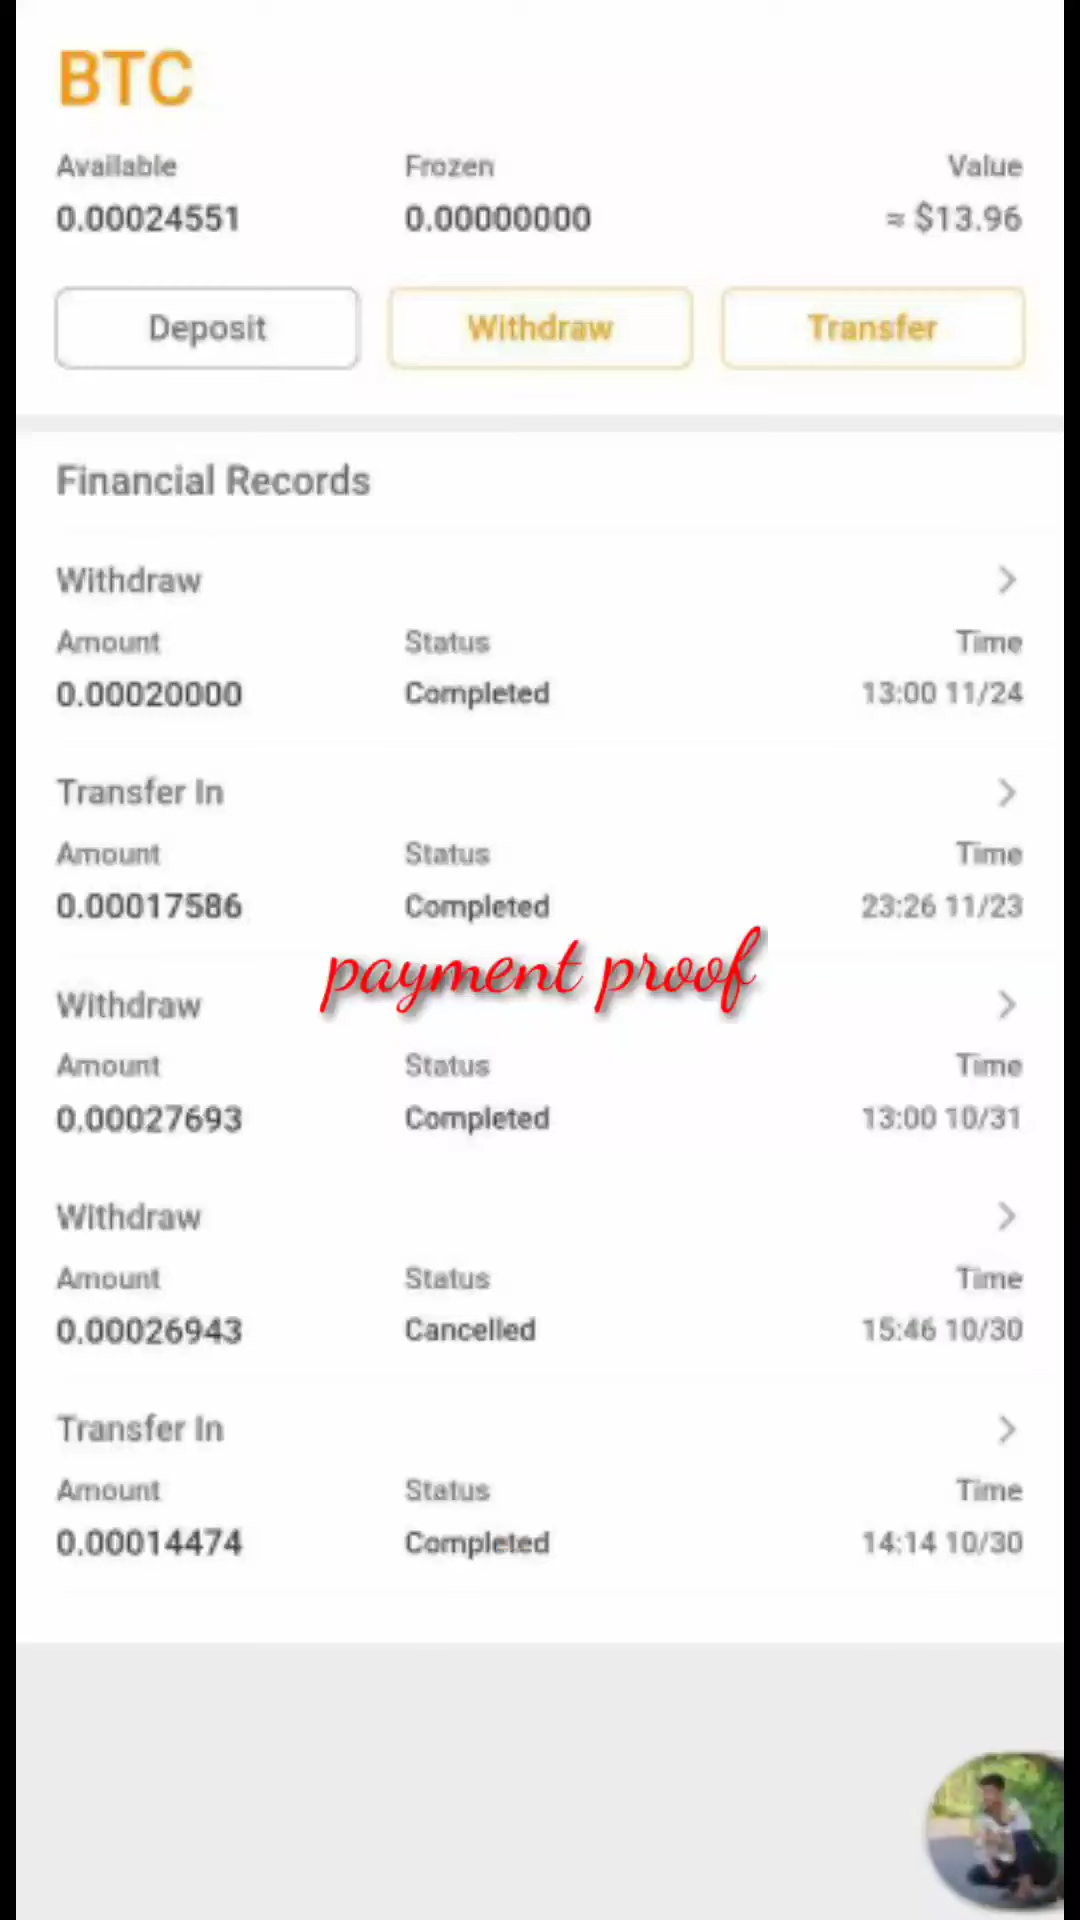 BTC
Available Frozen Value
0.00024551 0.00000000 ≈ $13.96
Deposit Withdraw Transfer
Financial Records
Withdraw
Amount Status Time
0.00020000 Completed 13:00 11/24
Transfer In
Amount Status Time
0.00017586 Completed 23:26 11/23
payment proof
Withdraw
Amount Status Time
0.00027693 Completed 13:00 10/31
Withdraw
Amount Status Time
0.00026943 Cancelled 15:46 10/30
Transfer In
Amount Status Time
0.00014474 Completed 14:14 10/30